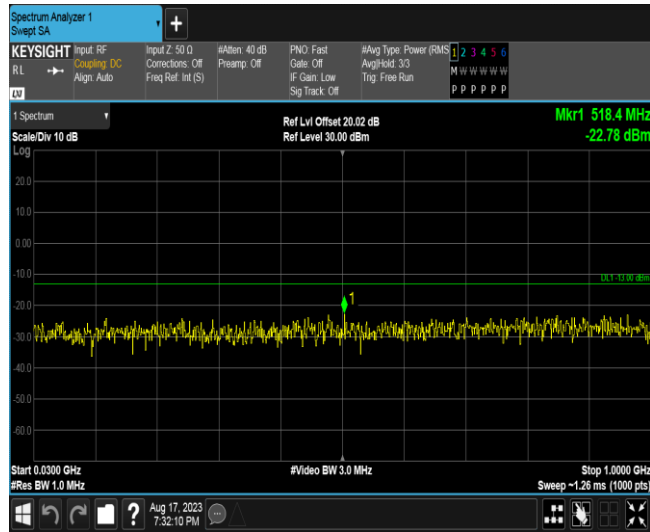 Spectrum Analyzer 1
Swept SA
+
KEYSIGHT Input: RF Input Z: 50 Ω #Atten: 40 dB PNO: Fast #Avg Type: Power (RMS 1 2 3 4 5 6
RL Coupling: DC Corrections: Off Preamp: Off Gate: Off Avg|Hold: 3/3 M W W W W W
Align: Auto Freq Ref: Int (S) IF Gain: Low Trig: Free Run
LXI Sig Track: Off P P P P P P
1 Spectrum Ref Lvl Offset 20.02 dB Mkr1 518.4 MHz
Scale/Div 10 dB Ref Level 30.00 dBm -22.78 dBm
Log
20.0
10.0
0.00
-10.0
DL1 -13.00 dBm
1
-20.0
-30.0
-40.0
-50.0
-60.0
Start 0.0300 GHz #Video BW 3.0 MHz Stop 1.0000 GHz
#Res BW 1.0 MHz Sweep ~1.26 ms (1000 pts)
? Aug 17, 2023
7:32:10 PM